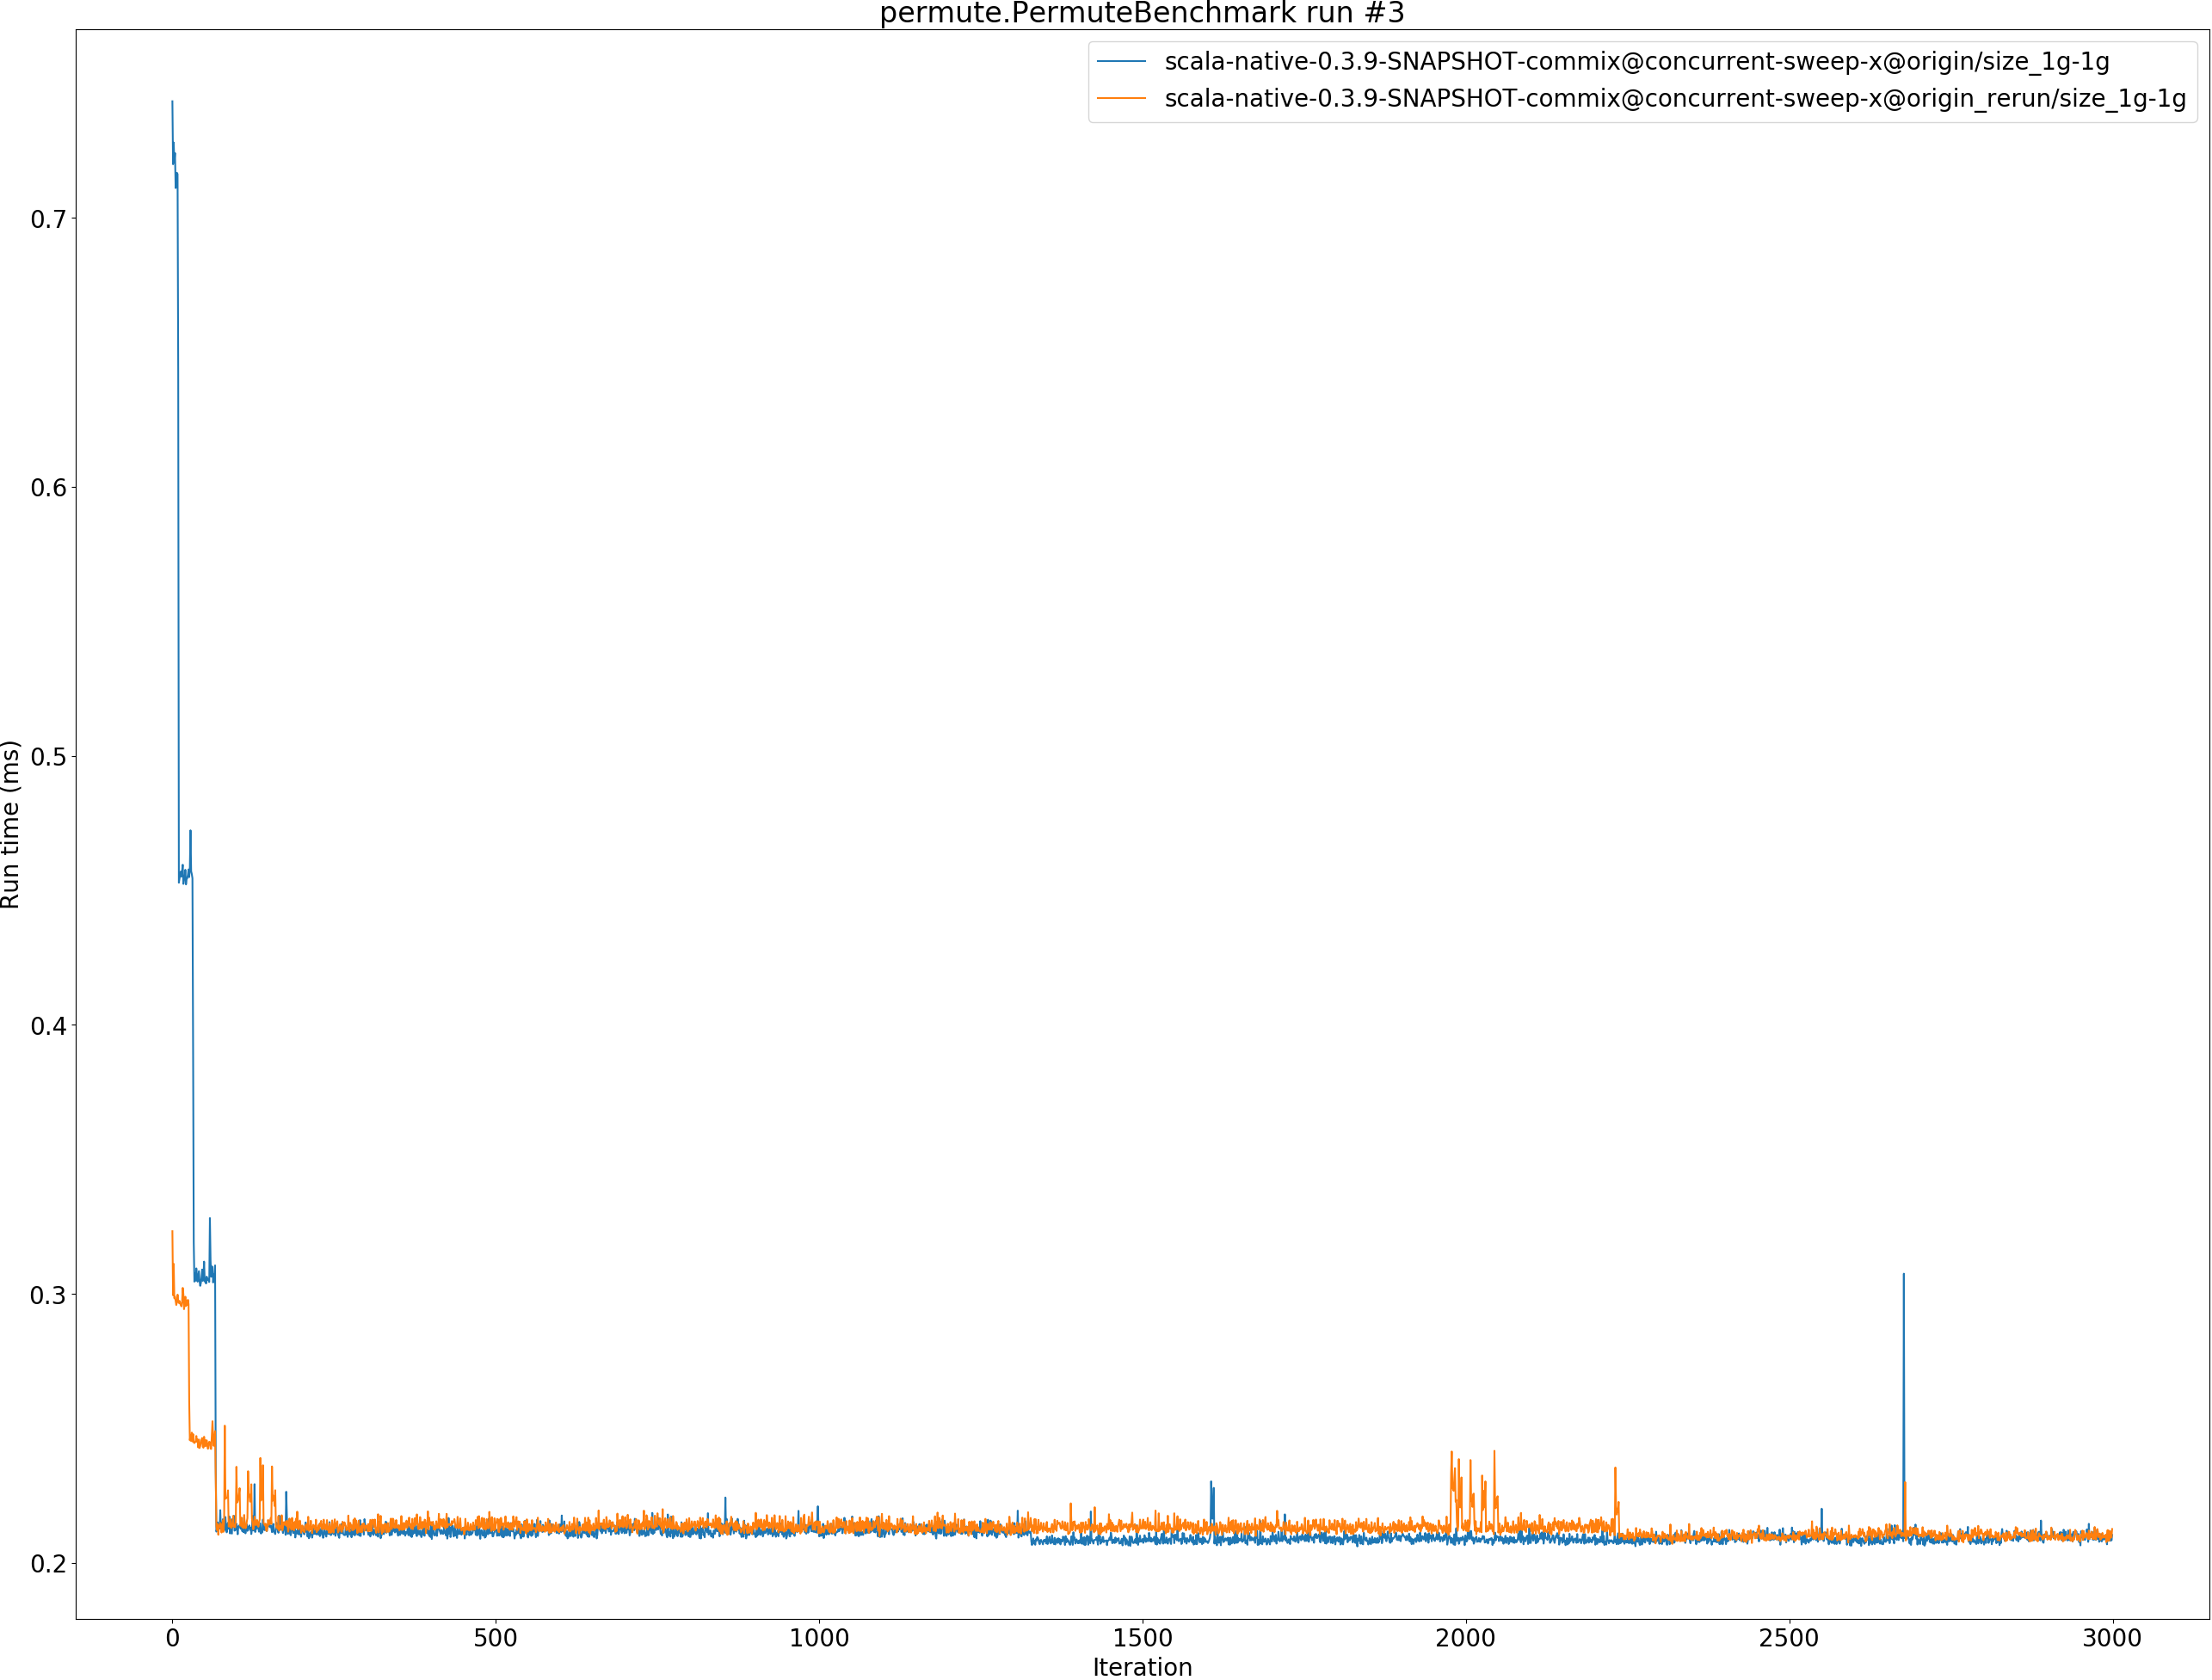 permute.PermuteBenchmark run #3
scala-native-0.3.9-SNAPSHOT-commix@concurrent-sweep-x@origin/size_1g-1g
scala-native-0.3.9-SNAPSHOT-commix@concurrent-sweep-x@origin_rerun/size_1g-1g
Run time (ms)
0.7
0.6
0.5
0.4
0.3
0.2
0 500 1000 1500 2000 2500 3000
Iteration